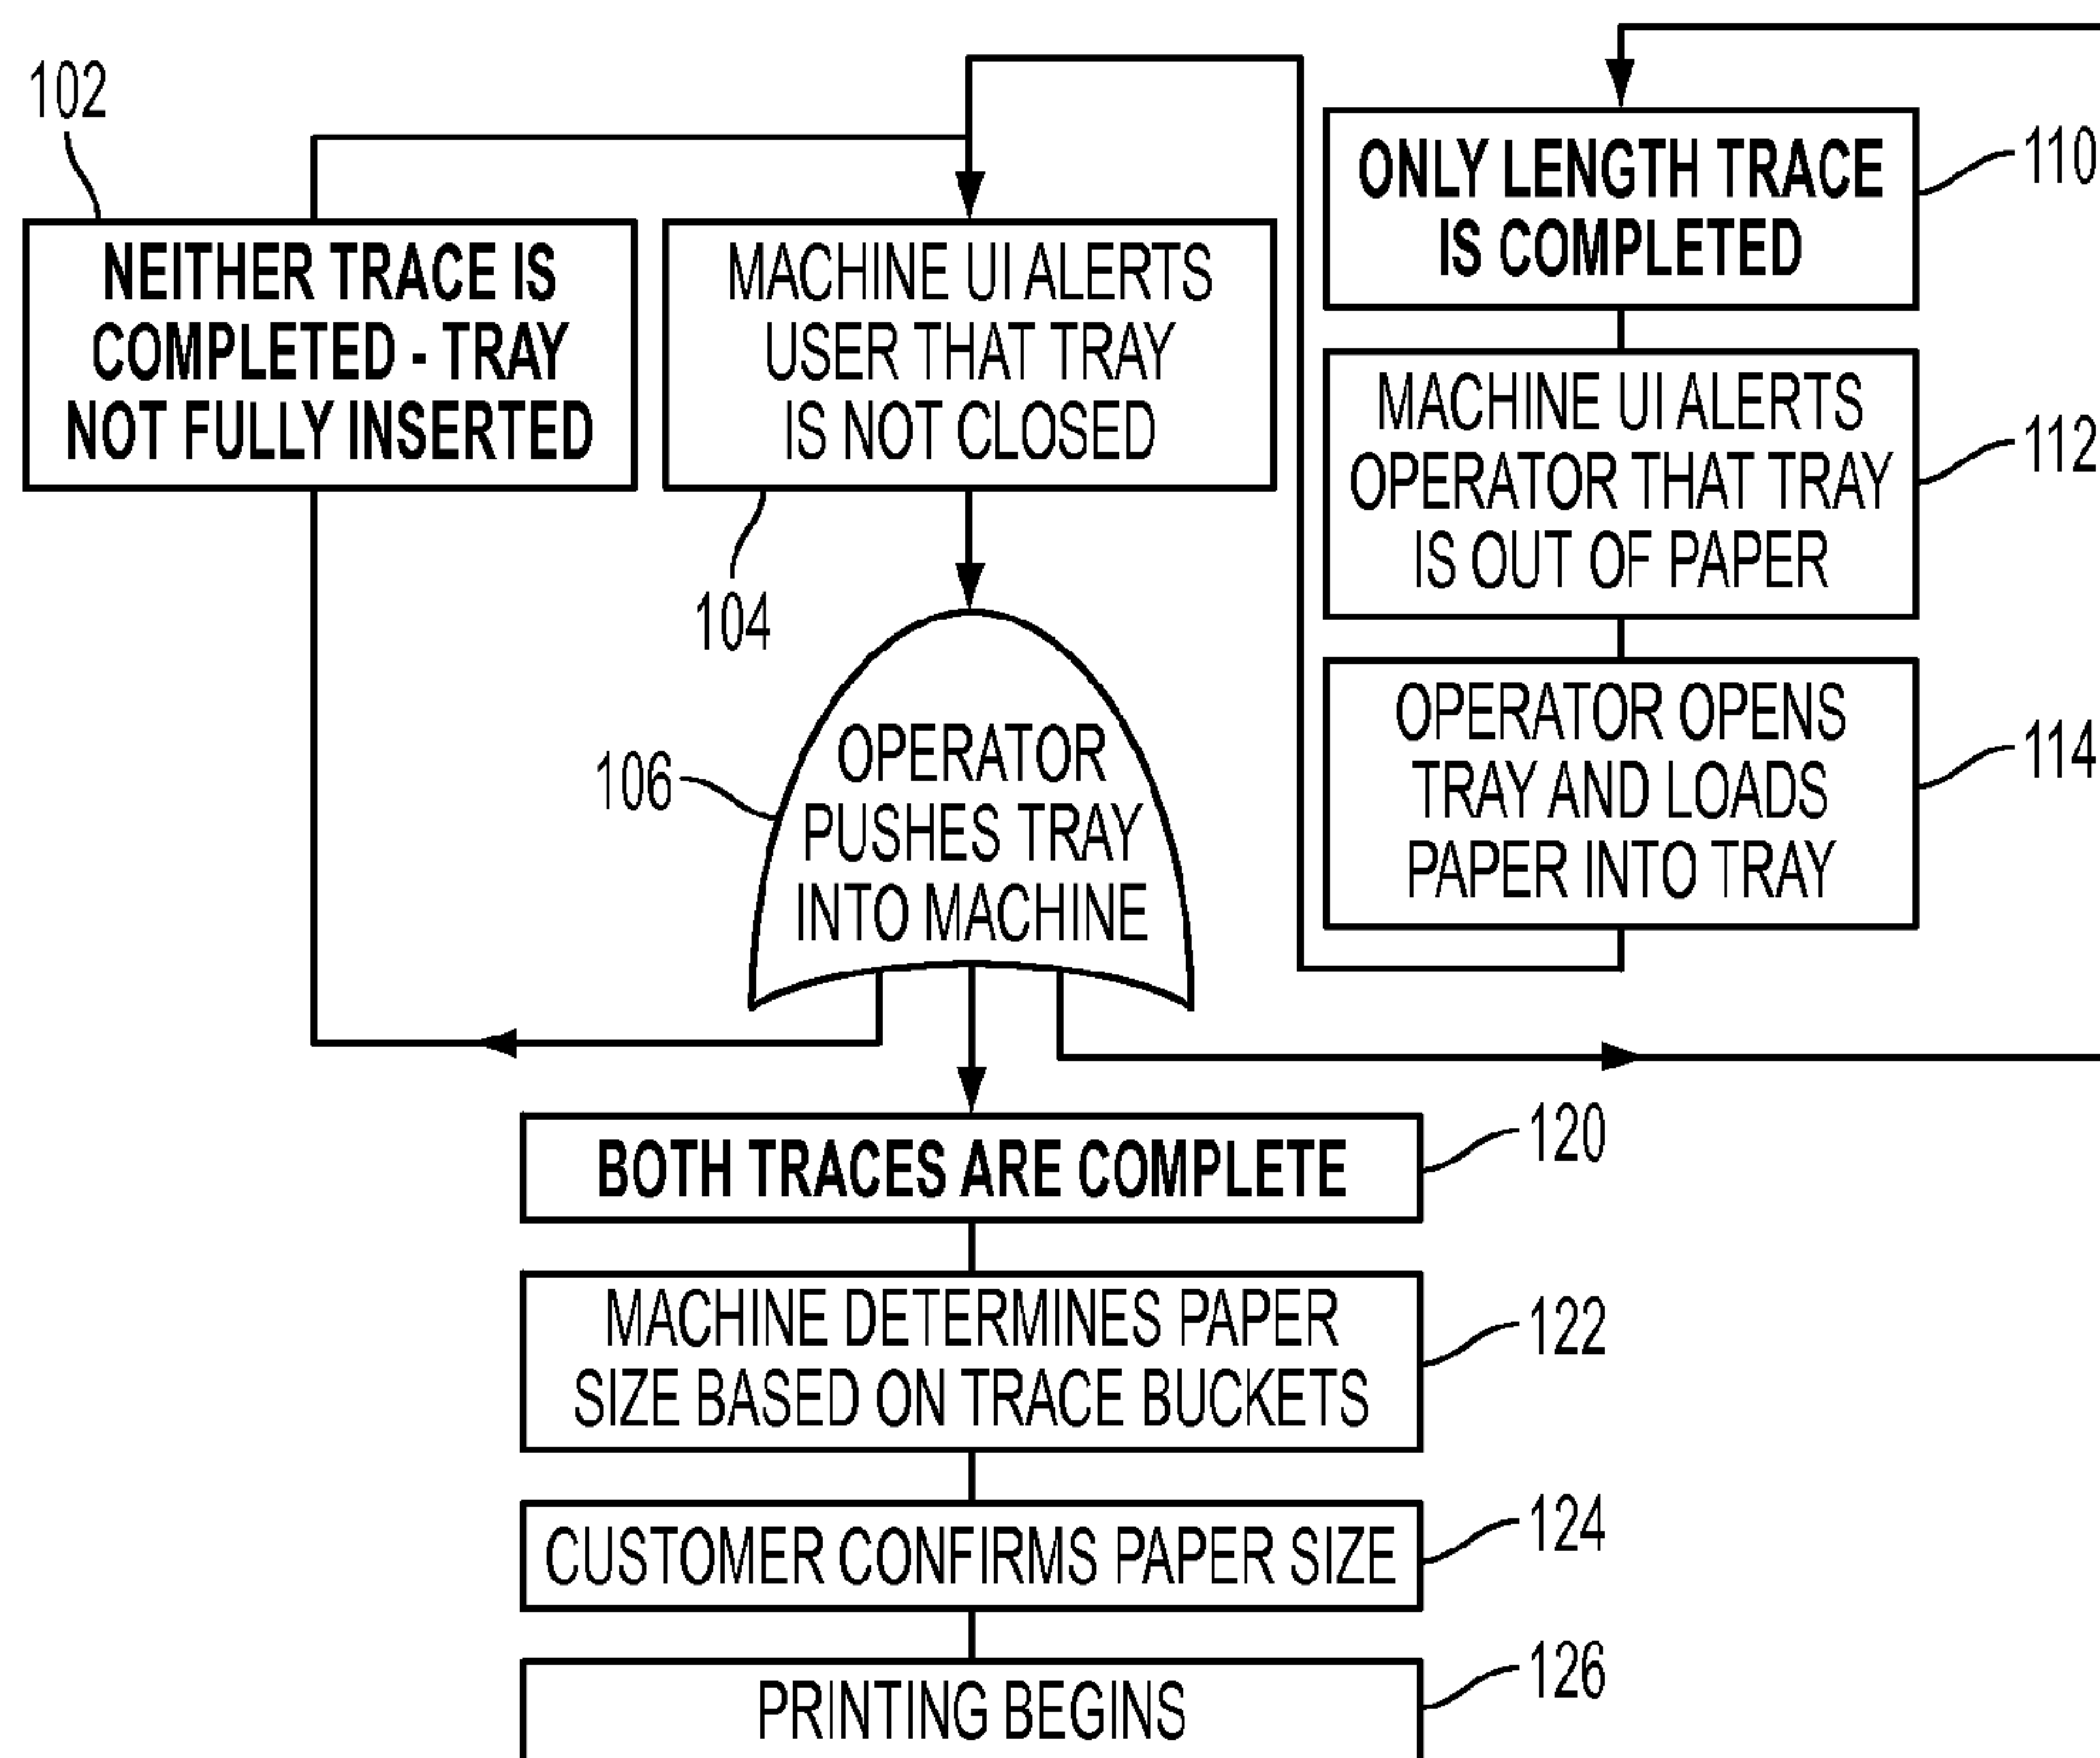 102
NEITHER TRACE IS
COMPLETED - TRAY
NOT FULLY INSERTED
MACHINE UI ALERTS
USER THAT TRAY
IS NOT CLOSED
104
106
OPERATOR
PUSHES TRAY
INTO MACHINE
ONLY LENGTH TRACE
IS COMPLETED
110
MACHINE UI ALERTS
OPERATOR THAT TRAY
IS OUT OF PAPER
112
OPERATOR OPENS
TRAY AND LOADS
PAPER INTO TRAY
114
BOTH TRACES ARE COMPLETE
120
MACHINE DETERMINES PAPER
SIZE BASED ON TRACE BUCKETS
122
CUSTOMER CONFIRMS PAPER SIZE
124
PRINTING BEGINS
126